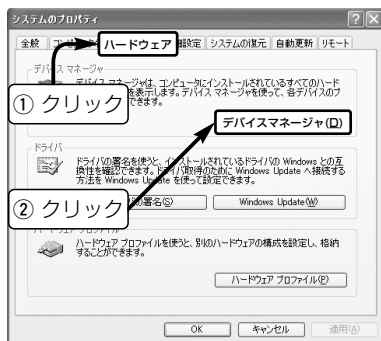 システムのプロパティ
全般 ハードウェア 細設定 システムの復元 自動更新 リモート
デバイス マネージャ
デバイス マネージャは、コンピュータにインストールされているすべてのハード
を表示します。デバイス マネージャを使って、各デバイスのプ
できます。
① クリック
デバイスマネージャ(D)
ドライバ
ドライバの署名を使うと、インストールされているドライバの Windows との互
換性を確認できます。ドライバ取得のために Windows Update へ接続する
方法を Windows Update を使って設定できます。
② クリック
の署名(S) Windows Update(W)
ハードウェア プロファイル
ハードウェア プロファイルを使うと、別のハードウェアの構成を設定し、格納
することができます。
ハードウェア プロファイル(P)
OK キャンセル 適用(A)